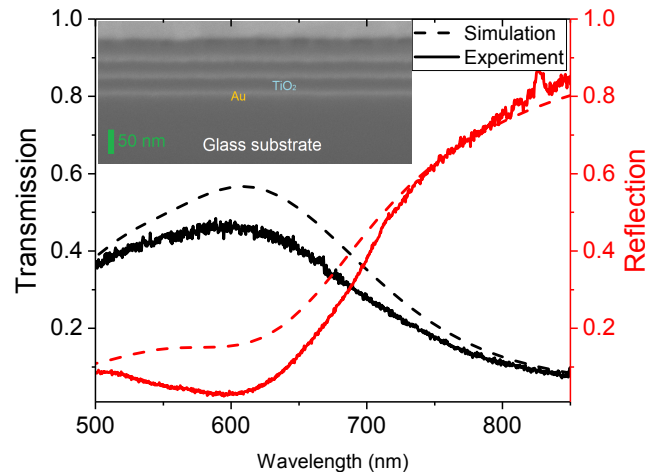 1.0
0.8
0.6
0.4
0.2
Transmission
TiO₂
Au
50 nm
Glass substrate
Simulation
Experiment
1.0
0.8
0.6
0.4
0.2
Reflection
500 600 700 800
Wavelength (nm)